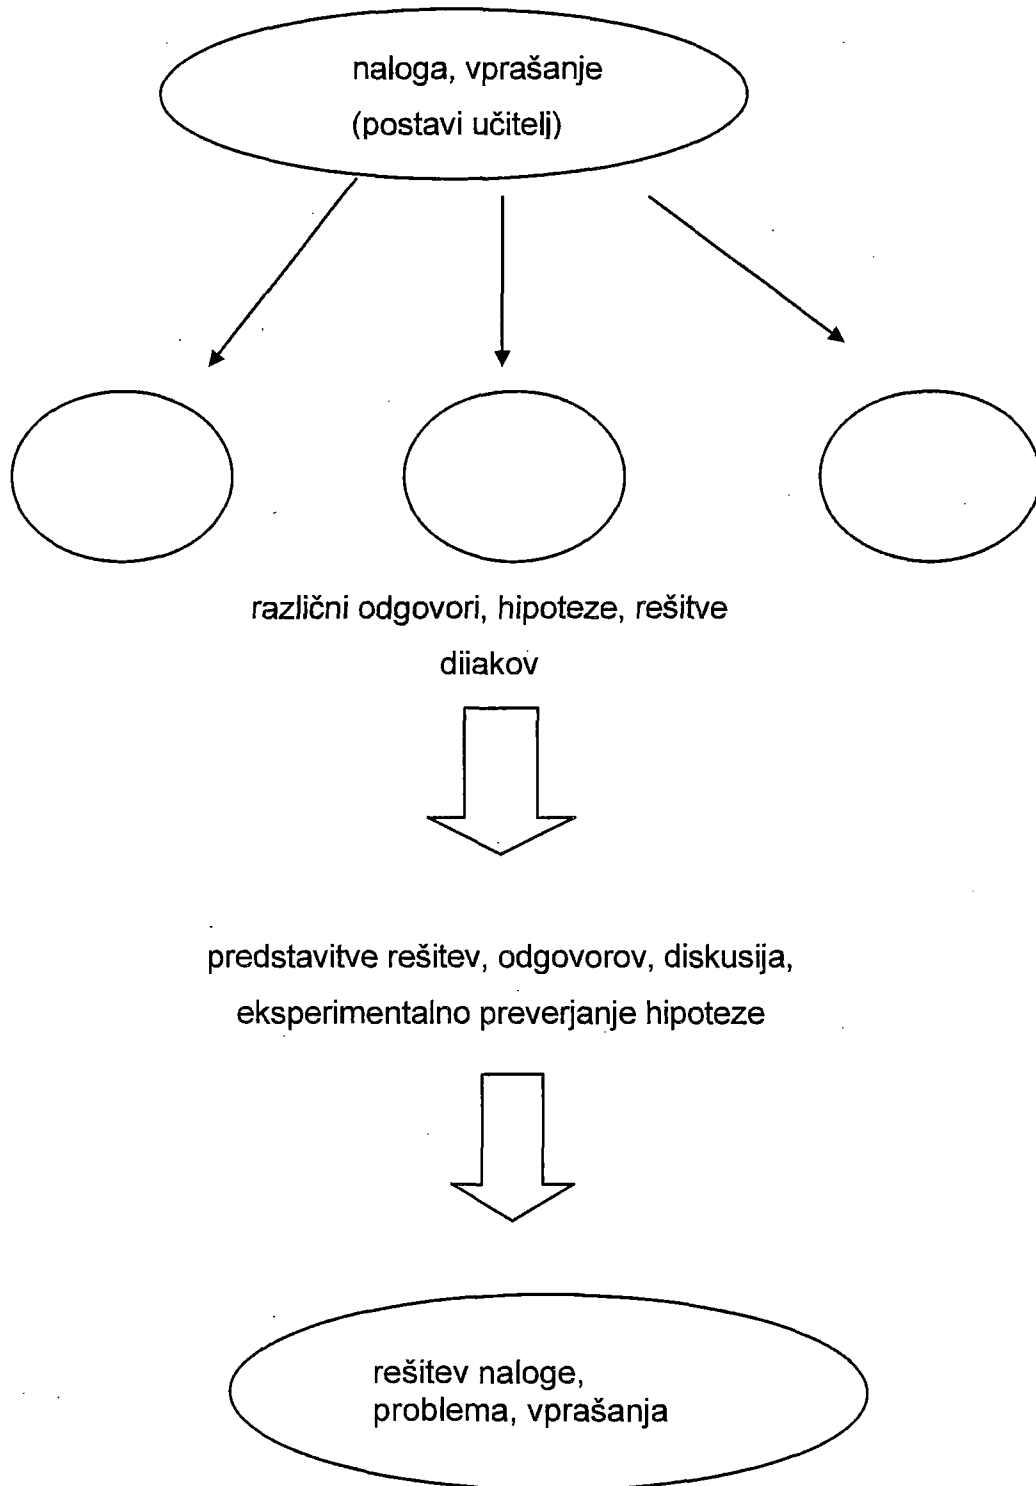 naloga, vprašanje
(postavi učitelj)
različni odgovori, hipoteze, rešitve
diiakov
predstavitve rešitev, odgovorov, diskusija,
eksperimentalno preverjanje hipoteze
rešitev naloge,
problema, vprašanja